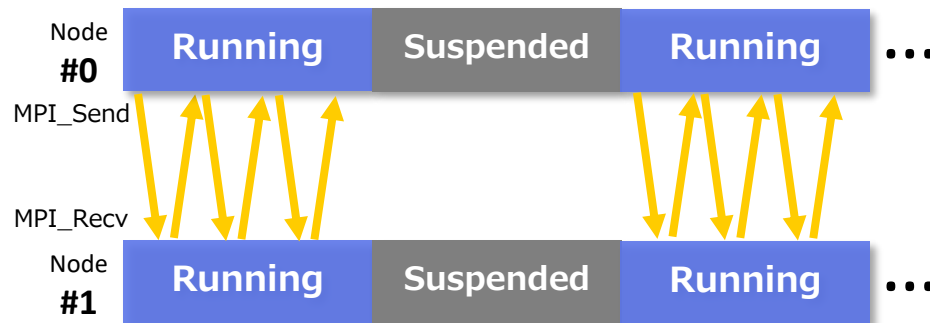 Node
#0
Running Suspended Running ...
MPI_Send
MPI_Recv
Node
#1
Running Suspended Running ...